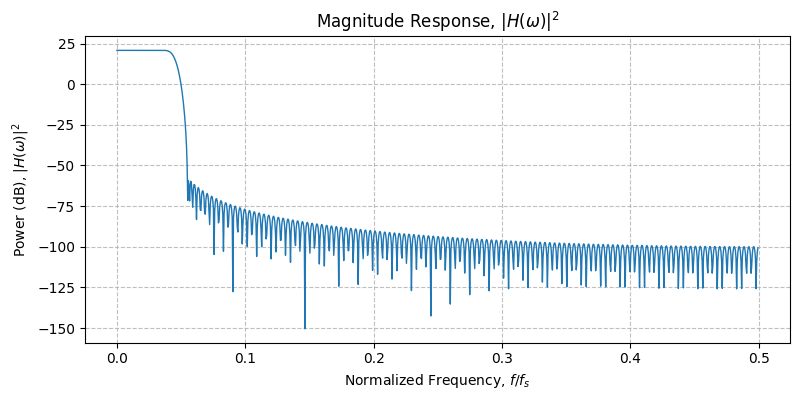 Magnitude Response, |H(ω)|²
Power (dB), |H(ω)|²
25
0
−25
−50
−75
−100
−125
−150
0.0 0.1 0.2 0.3 0.4 0.5
Normalized Frequency, f/fₛ